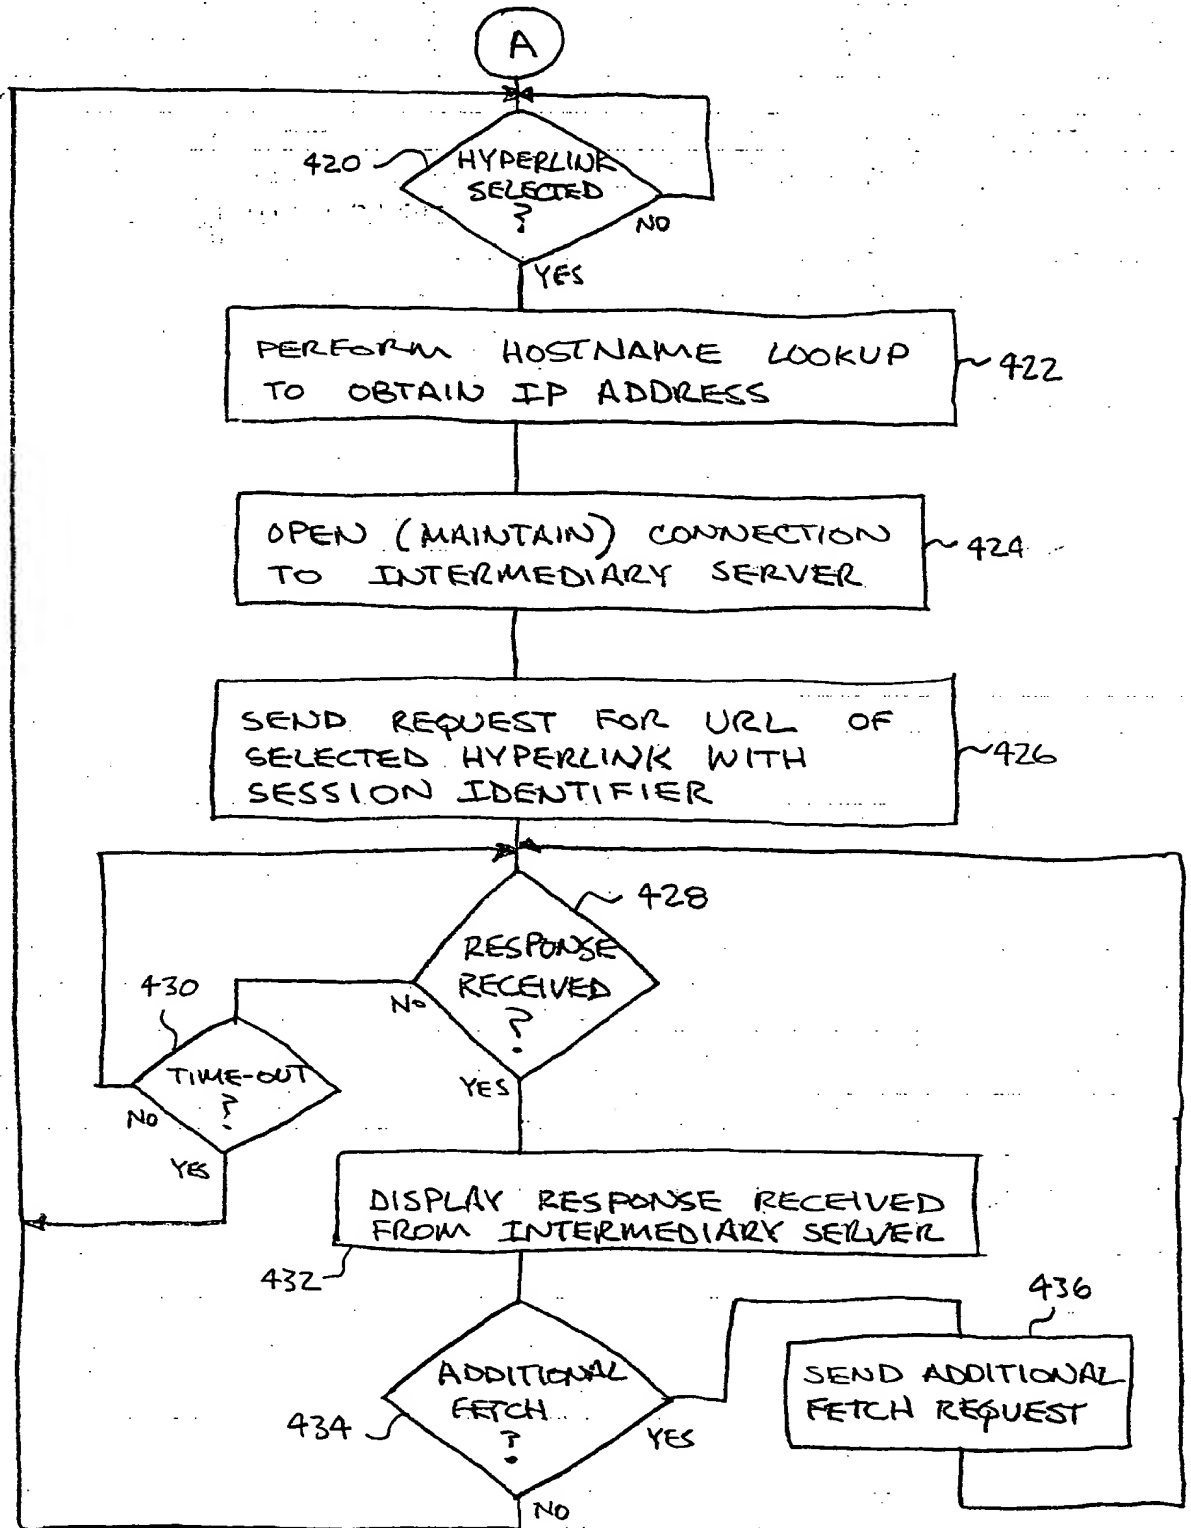 A
420
HYPERLINK
SELECTED
?
NO
YES
PERFORM HOSTNAME LOOKUP
TO OBTAIN IP ADDRESS
422
OPEN (MAINTAIN) CONNECTION
TO INTERMEDIARY SERVER
424
SEND REQUEST FOR URL OF
SELECTED HYPERLINK WITH
SESSION IDENTIFIER
426
428
RESPONSE
RECEIVED
?
NO
YES
430
TIME-OUT
?
NO
YES
DISPLAY RESPONSE RECEIVED
FROM INTERMEDIARY SERVER
432
ADDITIONAL
FETCH
?
434
YES
NO
436
SEND ADDITIONAL
FETCH REQUEST